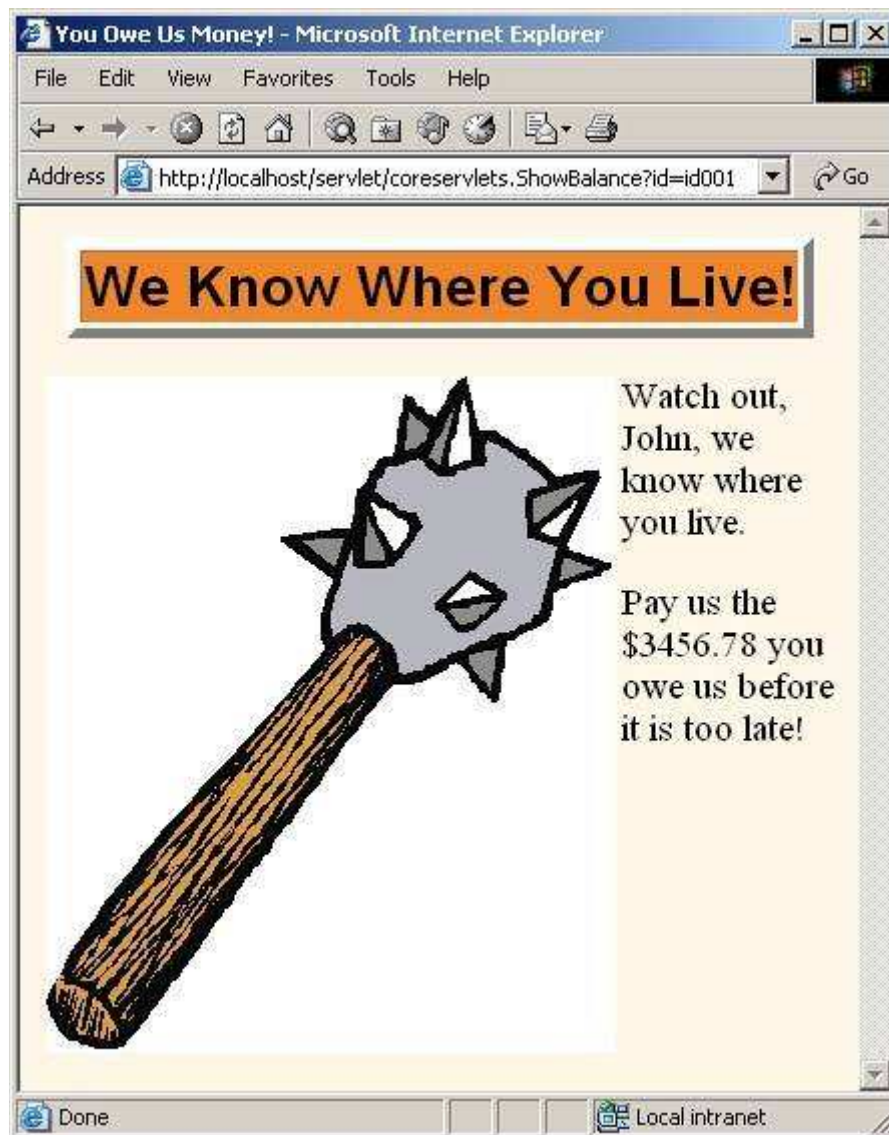 You Owe Us Money! - Microsoft Internet Explorer
File Edit View Favorites Tools Help
Address http://localhost/servlet/coreservlets.ShowBalance?id=id001 Go
We Know Where You Live!
Watch out,
John, we
know where
you live.
Pay us the
$3456.78 you
owe us before
it is too late!
Done Local intranet